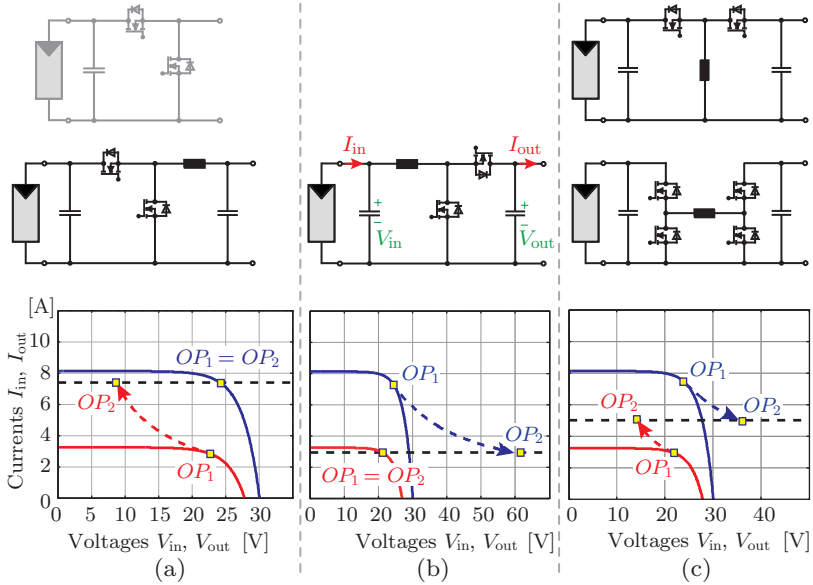 I_in
I_out
+
−
V_in
+
−
V_out
[A]
Currents I_in, I_out
12
10
8
6
4
2
0
OP_1 = OP_2
OP_2
OP_1
0 5 10 15 20 25 30
Voltages V_in, V_out [V]
(a)
OP_1
OP_2
OP_1 = OP_2
0 10 20 30 40 50 60
Voltages V_in, V_out [V]
(b)
OP_1
OP_2
OP_2
OP_1
0 10 20 30 40
Voltages V_in, V_out [V]
(c)